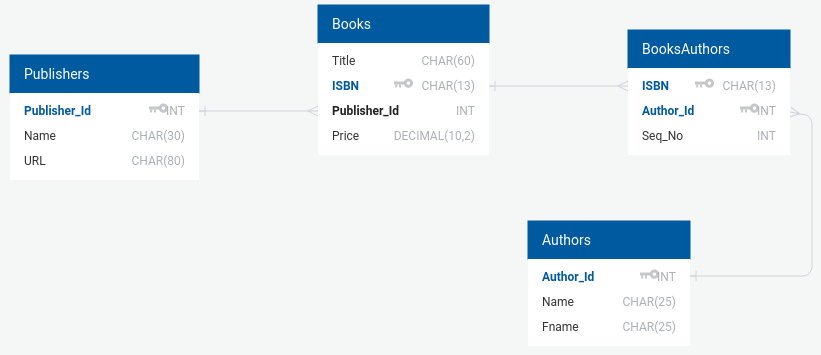 Publishers
Publisher_Id INT
Name CHAR(30)
URL CHAR(80)
Books
Title CHAR(60)
ISBN CHAR(13)
Publisher_Id INT
Price DECIMAL(10,2)
BooksAuthors
ISBN CHAR(13)
Author_Id INT
Seq_No INT
Authors
Author_Id INT
Name CHAR(25)
Fname CHAR(25)